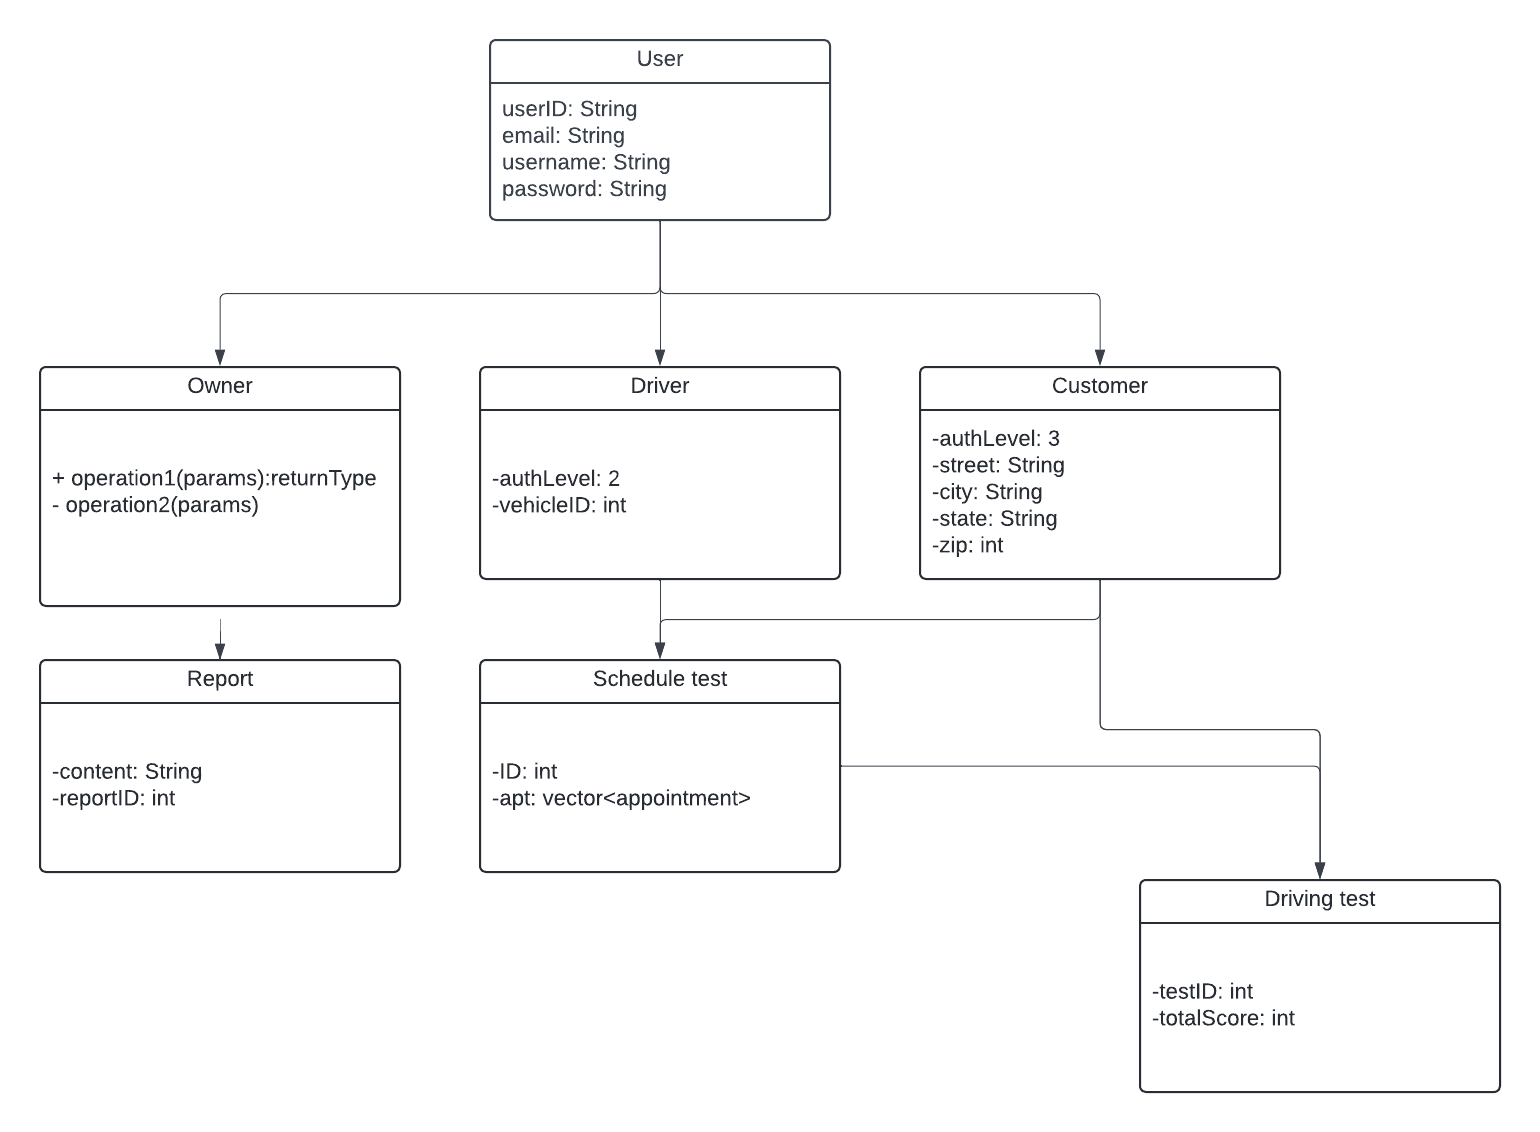 User
userID: String
email: String
username: String
password: String
Owner
+ operation1(params):returnType
- operation2(params)
Driver
-authLevel: 2
-vehicleID: int
Customer
-authLevel: 3
-street: String
-city: String
-state: String
-zip: int
Report
-content: String
-reportID: int
Schedule test
-ID: int
-apt: vector<appointment>
Driving test
-testID: int
-totalScore: int